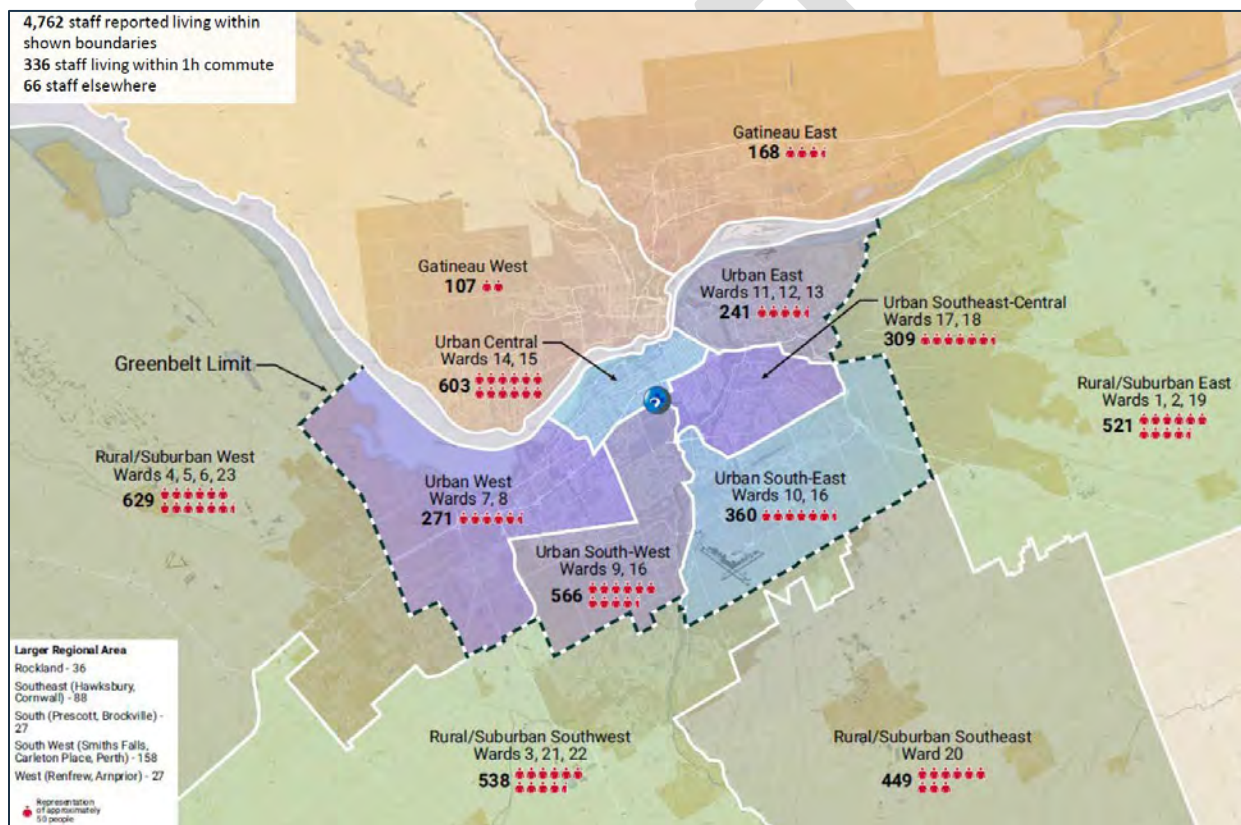 4,762 staff reported living within
shown boundaries
336 staff living within 1h commute
66 staff elsewhere
Gatineau East
168
Gatineau West
107
Urban East
Wards 11, 12, 13
241
Urban Southeast-Central
Wards 17, 18
309
Urban Central
Wards 14, 15
603
Greenbelt Limit
Rural/Suburban East
Wards 1, 2, 19
521
Rural/Suburban West
Wards 4, 5, 6, 23
629
Urban West
Wards 7, 8
271
Urban South-East
Wards 10, 16
360
Urban South-West
Wards 9, 16
566
Larger Regional Area
Rockland - 36
Southeast (Hawksbury,
Cornwall) - 88
South (Prescott, Brockville) -
27
South West (Smiths Falls,
Carleton Place, Perth) - 158
West (Renfrew, Arnprior) - 27
Representation
of approximately
50 people
Rural/Suburban Southwest
Wards 3, 21, 22
538
Rural/Suburban Southeast
Ward 20
449